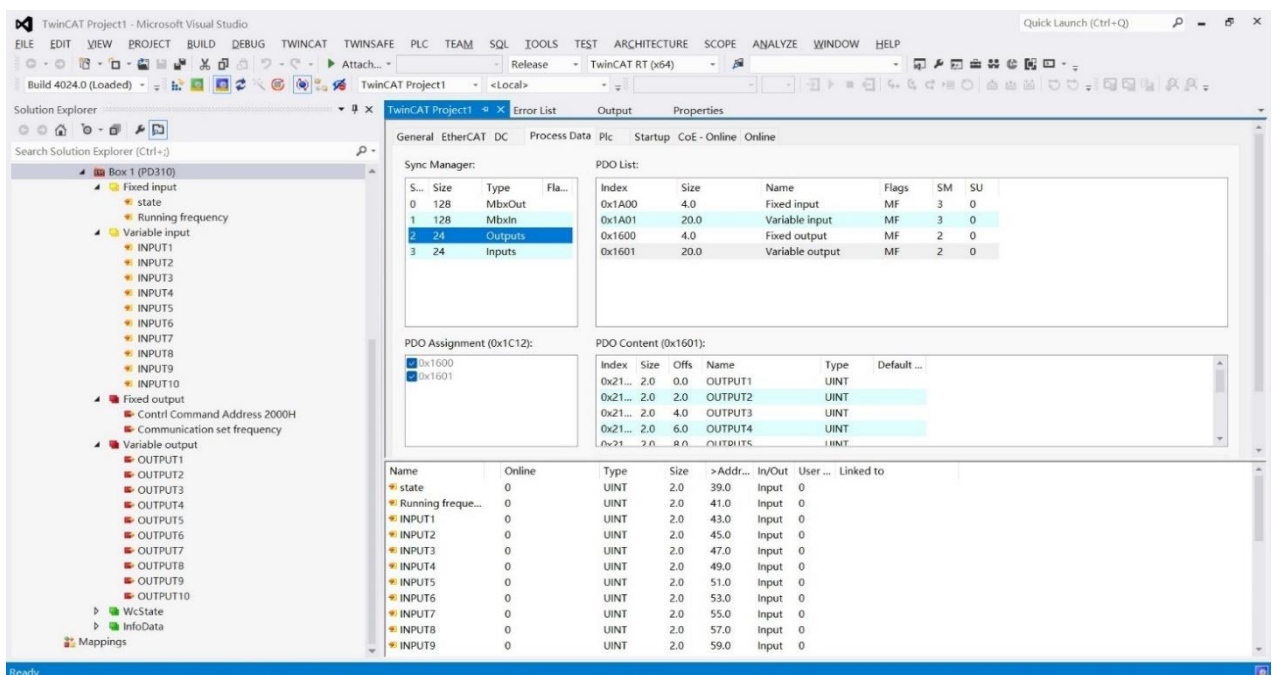 TwinCAT Project1 - Microsoft Visual Studio
Quick Launch (Ctrl+Q)
FILE EDIT VIEW PROJECT BUILD DEBUG TWINCAT TWINSAFE PLC TEAM SQL TOOLS TEST ARCHITECTURE SCOPE ANALYZE WINDOW HELP
Attach... Release TwinCAT RT (x64)
Build 4024.0 (Loaded) TwinCAT Project1 <Local>
Solution Explorer
Search Solution Explorer (Ctrl+;)
Box 1 (PD310)
Fixed input
state
Running frequency
Variable input
INPUT1
INPUT2
INPUT3
INPUT4
INPUT5
INPUT6
INPUT7
INPUT8
INPUT9
INPUT10
Fixed output
Contrl Command Address 2000H
Communication set frequency
Variable output
OUTPUT1
OUTPUT2
OUTPUT3
OUTPUT4
OUTPUT5
OUTPUT6
OUTPUT7
OUTPUT8
OUTPUT9
OUTPUT10
WcState
InfoData
Mappings
TwinCAT Project1 Error List Output Properties
General EtherCAT DC Process Data Plc Startup CoE - Online Online
Sync Manager:
S... Size Type Fla...
0 128 MbxOut
1 128 MbxIn
2 24 Outputs
3 24 Inputs
PDO List:
Index Size Name Flags SM SU
0x1A00 4.0 Fixed input MF 3 0
0x1A01 20.0 Variable input MF 3 0
0x1600 4.0 Fixed output MF 2 0
0x1601 20.0 Variable output MF 2 0
PDO Assignment (0x1C12):
0x1600
0x1601
PDO Content (0x1601):
Index Size Offs Name Type Default ...
0x21... 2.0 0.0 OUTPUT1 UINT
0x21... 2.0 2.0 OUTPUT2 UINT
0x21... 2.0 4.0 OUTPUT3 UINT
0x21... 2.0 6.0 OUTPUT4 UINT
0x21 2.0 8.0 OUTPUT5 UINT
Name Online Type Size >Addr... In/Out User ... Linked to
state 0 UINT 2.0 39.0 Input 0
Running freque... 0 UINT 2.0 41.0 Input 0
INPUT1 0 UINT 2.0 43.0 Input 0
INPUT2 0 UINT 2.0 45.0 Input 0
INPUT3 0 UINT 2.0 47.0 Input 0
INPUT4 0 UINT 2.0 49.0 Input 0
INPUT5 0 UINT 2.0 51.0 Input 0
INPUT6 0 UINT 2.0 53.0 Input 0
INPUT7 0 UINT 2.0 55.0 Input 0
INPUT8 0 UINT 2.0 57.0 Input 0
INPUT9 0 UINT 2.0 59.0 Input 0
Ready